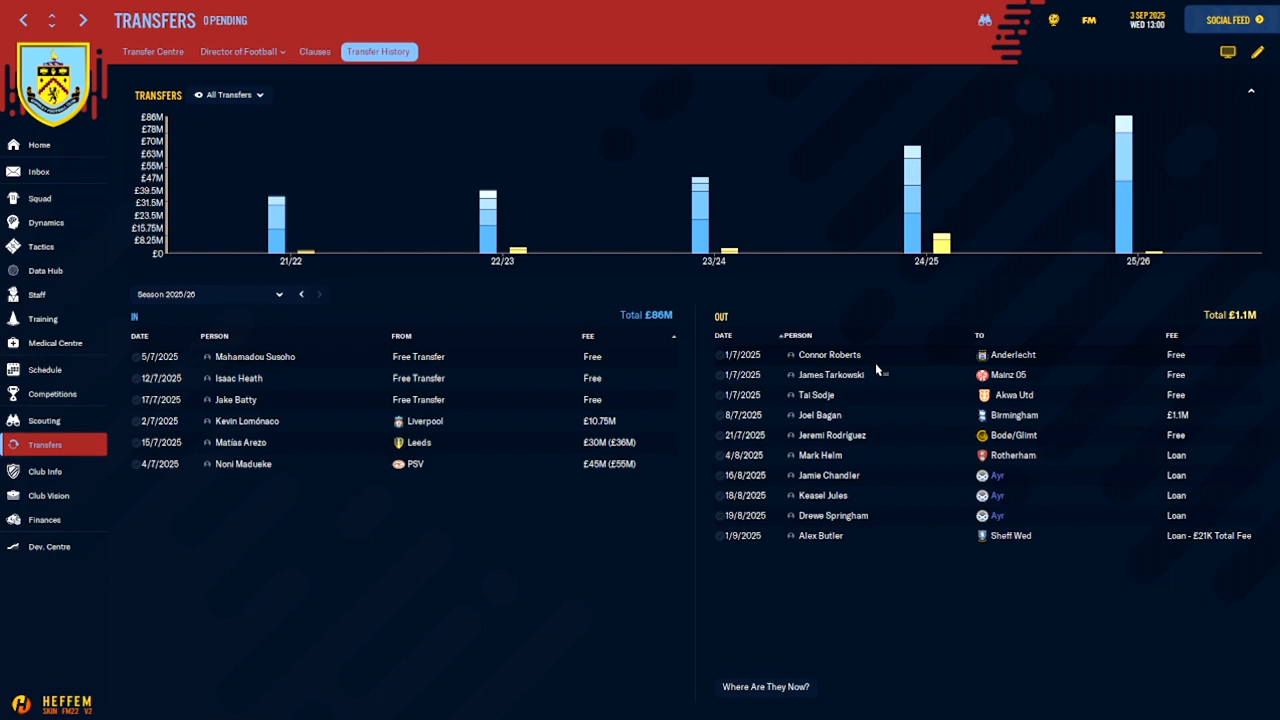 TRANSFERS 0 PENDING
3 SEP 2025
WED 13:00
FM
SOCIAL FEED
Transfer Centre Director of Football Clauses Transfer History
Home
Inbox
Squad
Dynamics
Tactics
Data Hub
Staff
Training
Medical Centre
Schedule
Competitions
Scouting
Transfers
Club Info
Club Vision
Finances
Dev. Centre
HEFFEM
SKIN FM22 V2
TRANSFERS All Transfers
£86M
£78M
£70M
£63M
£55M
£47M
£39.5M
£31.5M
£23.5M
£15.75M
£8.25M
£0
21/22 22/23 23/24 24/25 25/26
Season 2025/26
IN Total £86M
DATE PERSON FROM FEE
5/7/2025 Mahamadou Susoho Free Transfer Free
12/7/2025 Isaac Heath Free Transfer Free
17/7/2025 Jake Batty Free Transfer Free
2/7/2025 Kevin Lomónaco Liverpool £10.75M
15/7/2025 Matías Arezo Leeds £30M (£36M)
4/7/2025 Noni Madueke PSV £45M (£55M)
OUT Total £1.1M
DATE PERSON TO FEE
1/7/2025 Connor Roberts Anderlecht Free
1/7/2025 James Tarkowski Mainz 05 Free
1/7/2025 Tai Sodje Akwa Utd Free
8/7/2025 Joel Bagan Birmingham £1.1M
21/7/2025 Jeremi Rodríguez Bodø/Glimt Free
4/8/2025 Mark Helm Rotherham Loan
16/8/2025 Jamie Chandler Ayr Loan
18/8/2025 Keasel Jules Ayr Loan
19/8/2025 Drewe Springham Ayr Loan
1/9/2025 Alex Butler Sheff Wed Loan - £21K Total Fee
Where Are They Now?